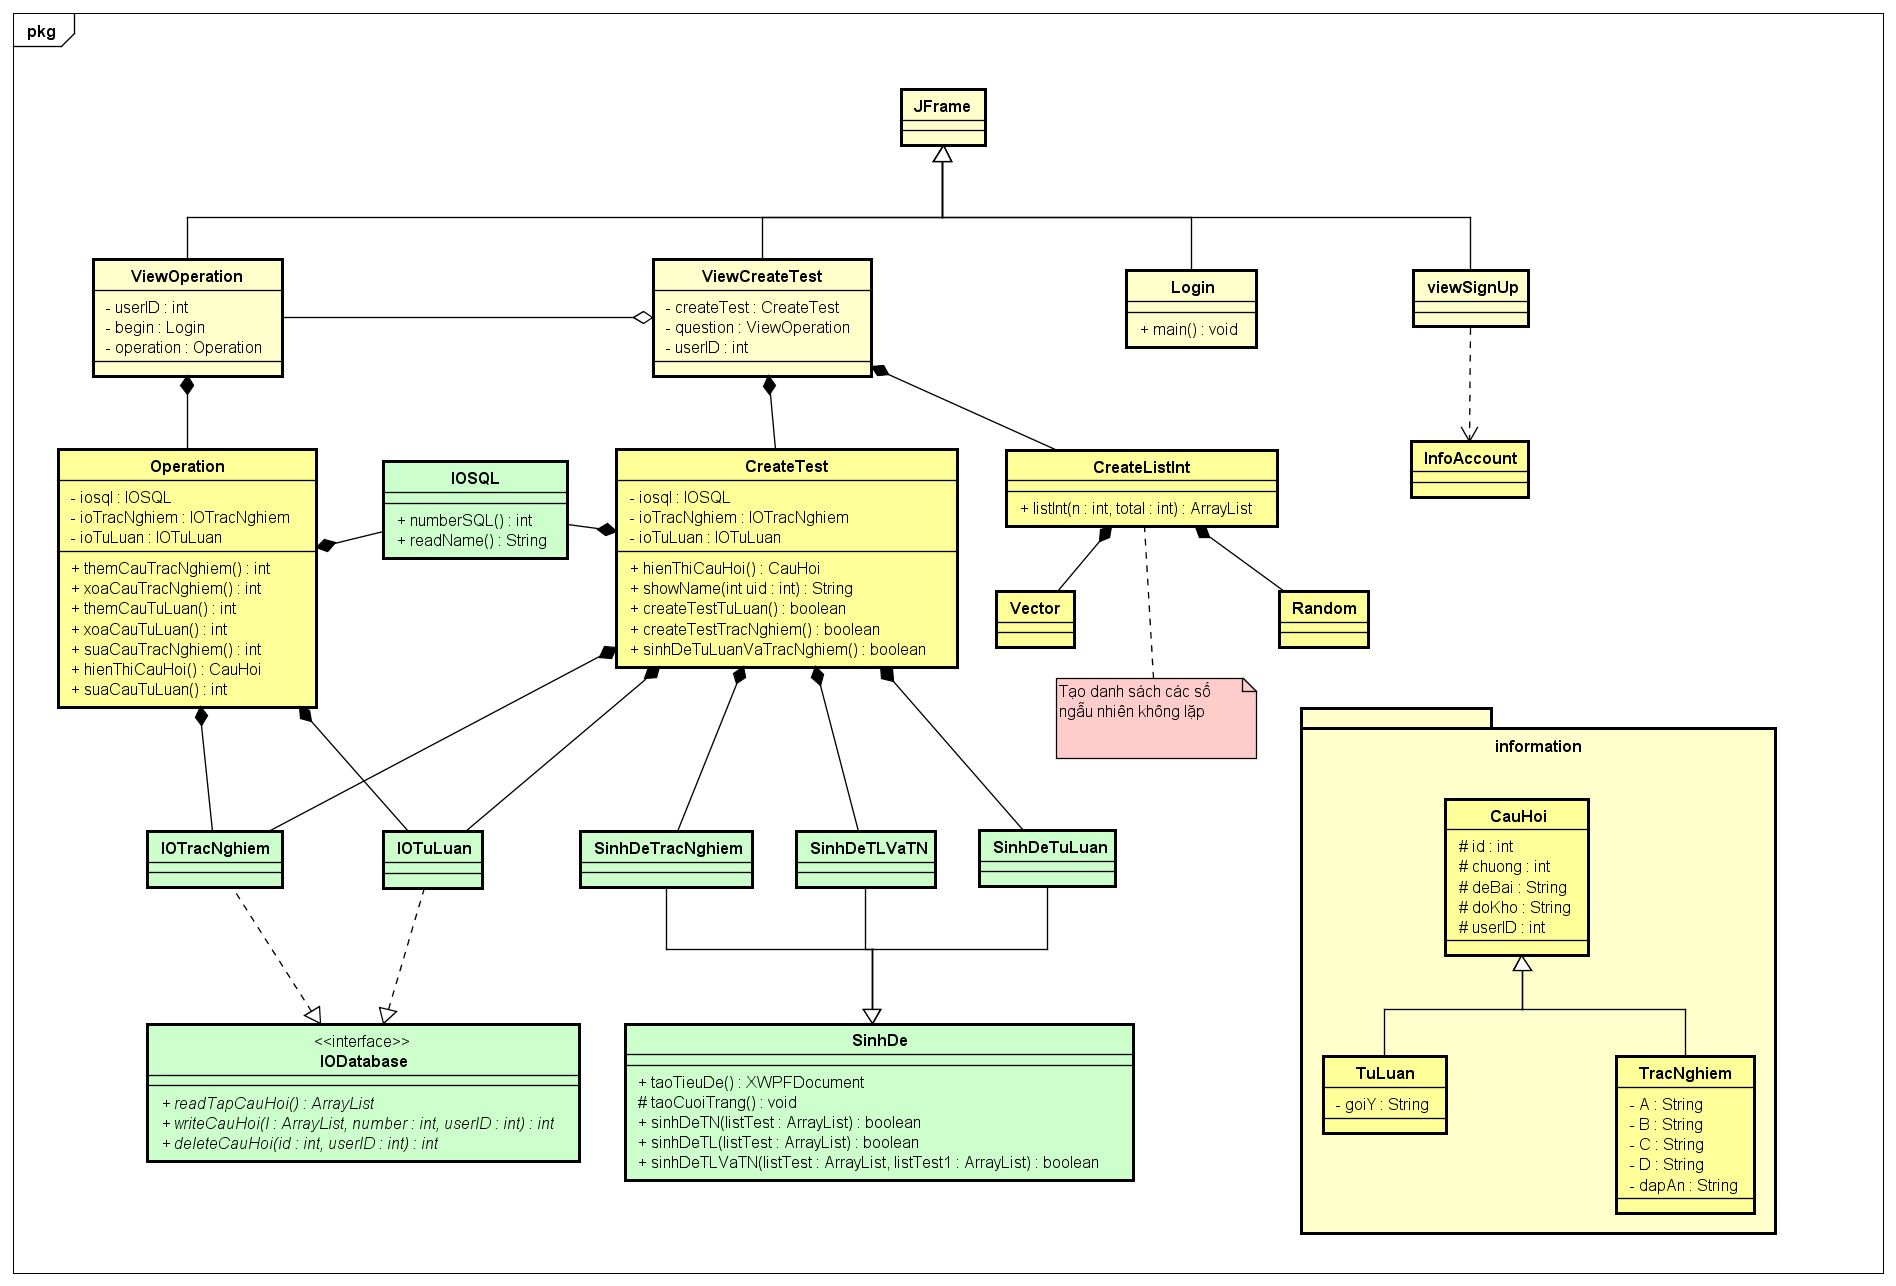 pkg
JFrame
ViewOperation
- userID : int
- begin : Login
- operation : Operation
ViewCreateTest
- createTest : CreateTest
- question : ViewOperation
- userID : int
Login
+ main() : void
viewSignUp
Operation
- iosql : IOSQL
- ioTracNghiem : IOTracNghiem
- ioTuLuan : IOTuLuan
+ themCauTracNghiem() : int
+ xoaCauTracNghiem() : int
+ themCauTuLuan() : int
+ xoaCauTuLuan() : int
+ suaCauTracNghiem() : int
+ hienThiCauHoi() : CauHoi
+ suaCauTuLuan() : int
IOSQL
+ numberSQL() : int
+ readName() : String
CreateTest
- iosql : IOSQL
- ioTracNghiem : IOTracNghiem
- ioTuLuan : IOTuLuan
+ hienThiCauHoi() : CauHoi
+ showName(int uid : int) : String
+ createTestTuLuan() : boolean
+ createTestTracNghiem() : boolean
+ sinhDeTuLuanVaTracNghiem() : boolean
CreateListInt
+ listInt(n : int, total : int) : ArrayList
InfoAccount
Vector
Random
Tạo danh sách các số
ngẫu nhiên không lặp
information
CauHoi
# id : int
# chuong : int
# deBai : String
# doKho : String
# userID : int
IOTracNghiem
IOTuLuan
SinhDeTracNghiem
SinhDeTLVaTN
SinhDeTuLuan
<<interface>>
IODatabase
+ readTapCauHoi() : ArrayList
+ writeCauHoi(l : ArrayList, number : int, userID : int) : int
+ deleteCauHoi(id : int, userID : int) : int
SinhDe
+ taoTieuDe() : XWPFDocument
# taoCuoiTrang() : void
+ sinhDeTN(listTest : ArrayList) : boolean
+ sinhDeTL(listTest : ArrayList) : boolean
+ sinhDeTLVaTN(listTest : ArrayList, listTest1 : ArrayList) : boolean
TuLuan
- goiY : String
TracNghiem
- A : String
- B : String
- C : String
- D : String
- dapAn : String